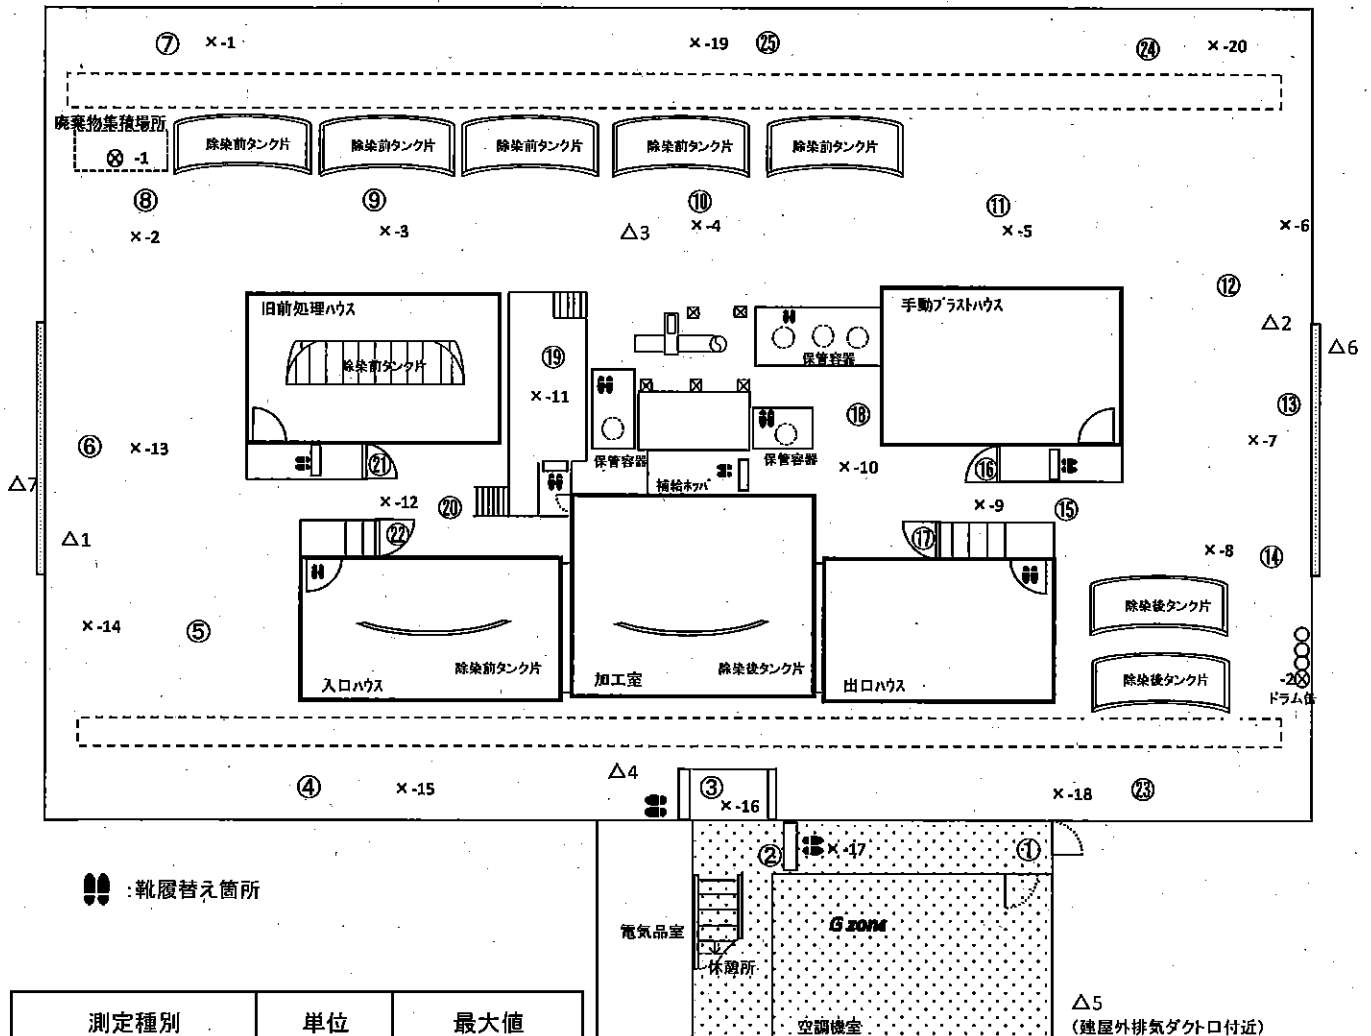 ⑦ ×-1 ×-19 ㉕ ㉔ ×-20
廃棄物集積場所
⊗ -1
除染前タンク片 除染前タンク片 除染前タンク片 除染前タンク片 除染前タンク片
⑧ ⑨ ⑩ ⑪
×-2 ×-3 △3 ×-4 ×-5 ×-6
⑫
旧前処理ハウス 手動ブラストハウス
△2
△6
⑲ 保管容器
除染前タンク片
×-11 ⑱ ⑬
⑥ ×-13 ×-7
㉑ 保管容器 保管容器 ×-10 ⑯
△7 補給ホッパ
×-12 ⑳ ×-9 ⑮
△1 ㉒ ⑰ ×-8 ⑭
除染後タンク片
×-14 ⑤
除染前タンク片 除染後タンク片 除染後タンク片 -2
入口ハウス 加工室 出口ハウス ドラム缶
△4
④ ×-15 ③ ×-16 ×-18 ㉓
② ×-17 ①
:靴履替え箇所
電気品室 G zone
休憩所
測定種別 単位 最大値
空調機室
△5
(建屋外排気ダクト口付近)